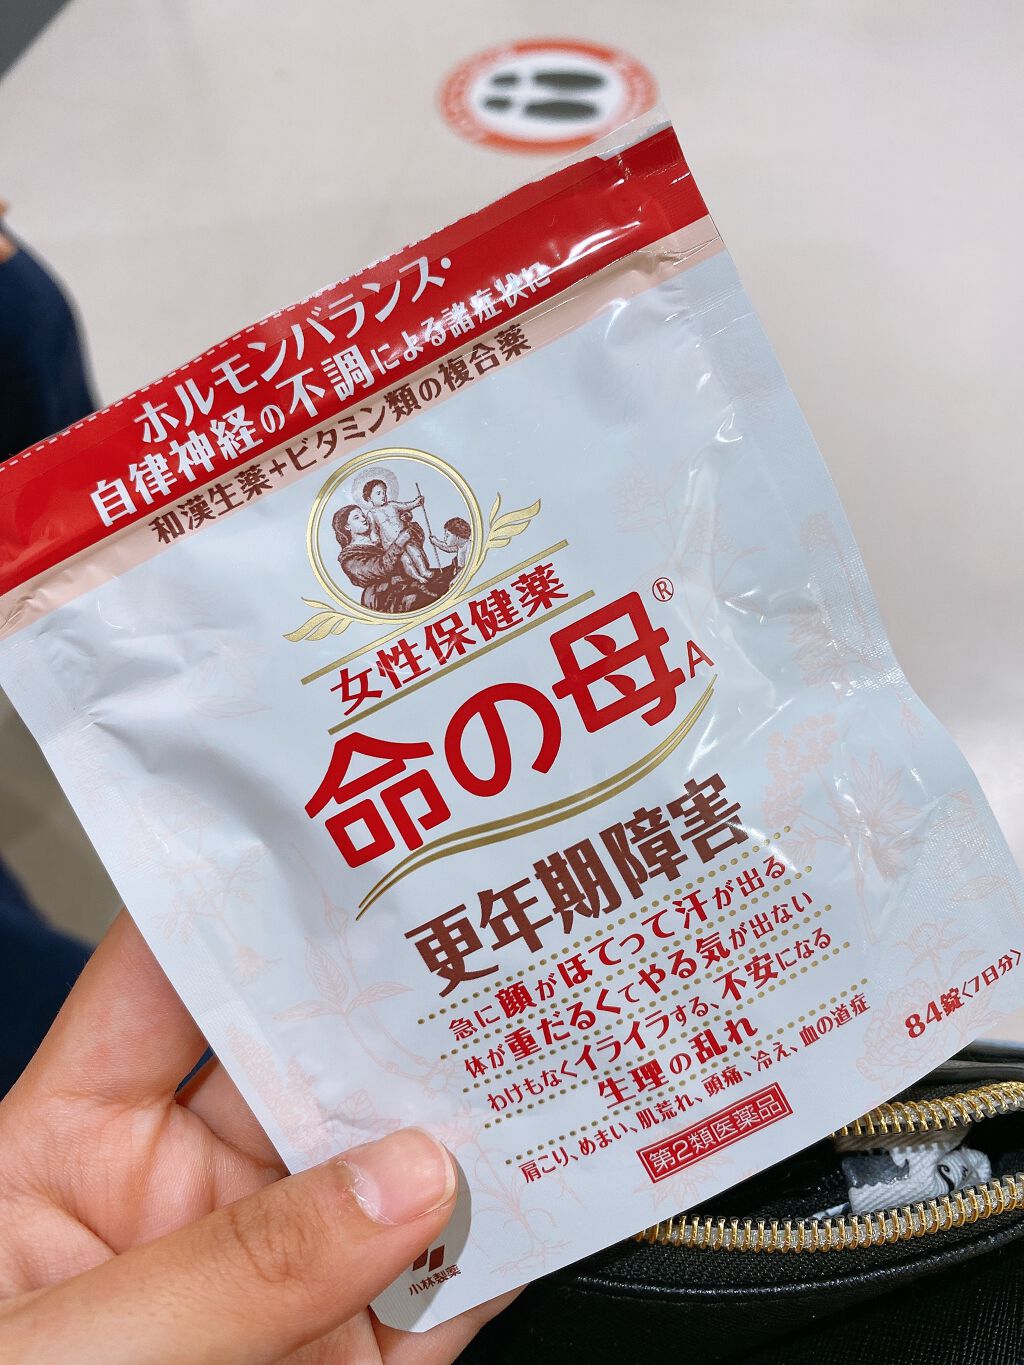 ホルモンバランス・
自律神経の不調による諸症状に
和漢生薬+ビタミン類の複合薬
女性保健薬
命の母®A
更年期障害
急に顔がほてって汗が出る
体が重だるくてやる気が出ない
わけもなくイライラする、不安になる
生理の乱れ
肩こり、めまい、肌荒れ、頭痛、冷え、血の道症
第2類医薬品
84錠〈7日分〉
小林製薬